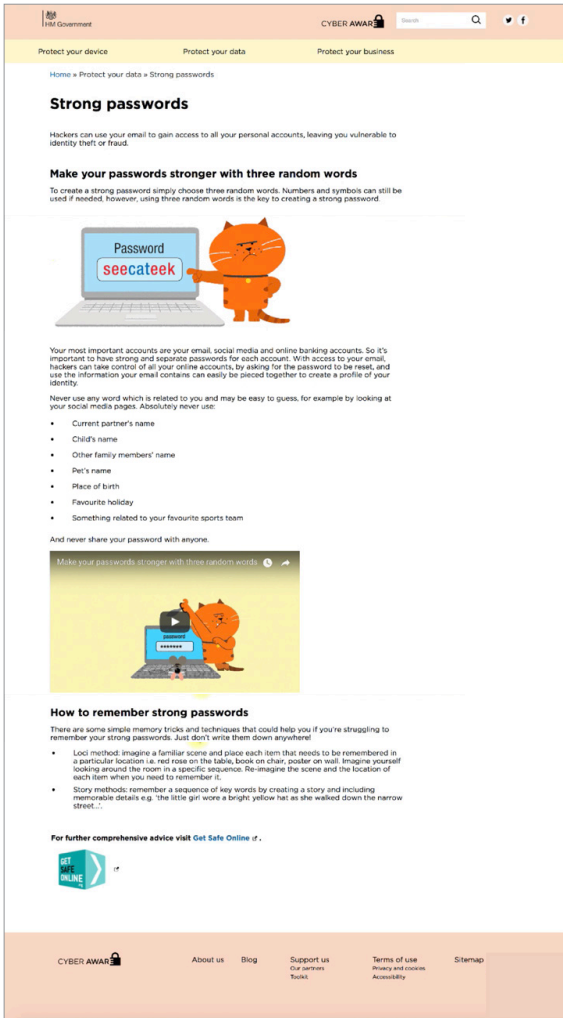 HM Government
CYBER AWARE
Search
Protect your device
Protect your data
Protect your business
Home » Protect your data » Strong passwords
Strong passwords
Hackers can use your email to gain access to all your personal accounts, leaving you vulnerable to
identity theft or fraud.
Make your passwords stronger with three random words
To create a strong password simply choose three random words. Numbers and symbols can still be
used if needed, however, using three random words is the key to creating a strong password.
Password
seecateek
Your most important accounts are your email, social media and online banking accounts. So it's
important to have strong and separate passwords for each account. With access to your email,
hackers can take control of all your online accounts, by asking for the password to be reset, and
use the information your email contains can easily be pieced together to create a profile of your
identity.
Never use any word which is related to you and may be easy to guess, for example by looking at
your social media pages. Absolutely never use:
• Current partner's name
• Child's name
• Other family members' name
• Pet's name
• Place of birth
• Favourite holiday
• Something related to your favourite sports team
And never share your password with anyone.
Make your passwords stronger with three random words
password
How to remember strong passwords
There are some simple memory tricks and techniques that could help you if you're struggling to
remember your strong passwords. Just don't write them down anywhere!
• Loci method: imagine a familiar scene and place each item that needs to be remembered in
a particular location i.e. red rose on the table, book on chair, poster on wall. Imagine yourself
looking around the room in a specific sequence. Re-imagine the scene and the location of
each item when you need to remember it.
• Story methods: remember a sequence of key words by creating a story and including
memorable details e.g. 'the little girl wore a bright yellow hat as she walked down the narrow
street...'.
For further comprehensive advice visit Get Safe Online .
GET
SAFE
ONLINE
CYBER AWARE
About us
Blog
Support us
Our partners
Toolkit
Terms of use
Privacy and cookies
Accessibility
Sitemap